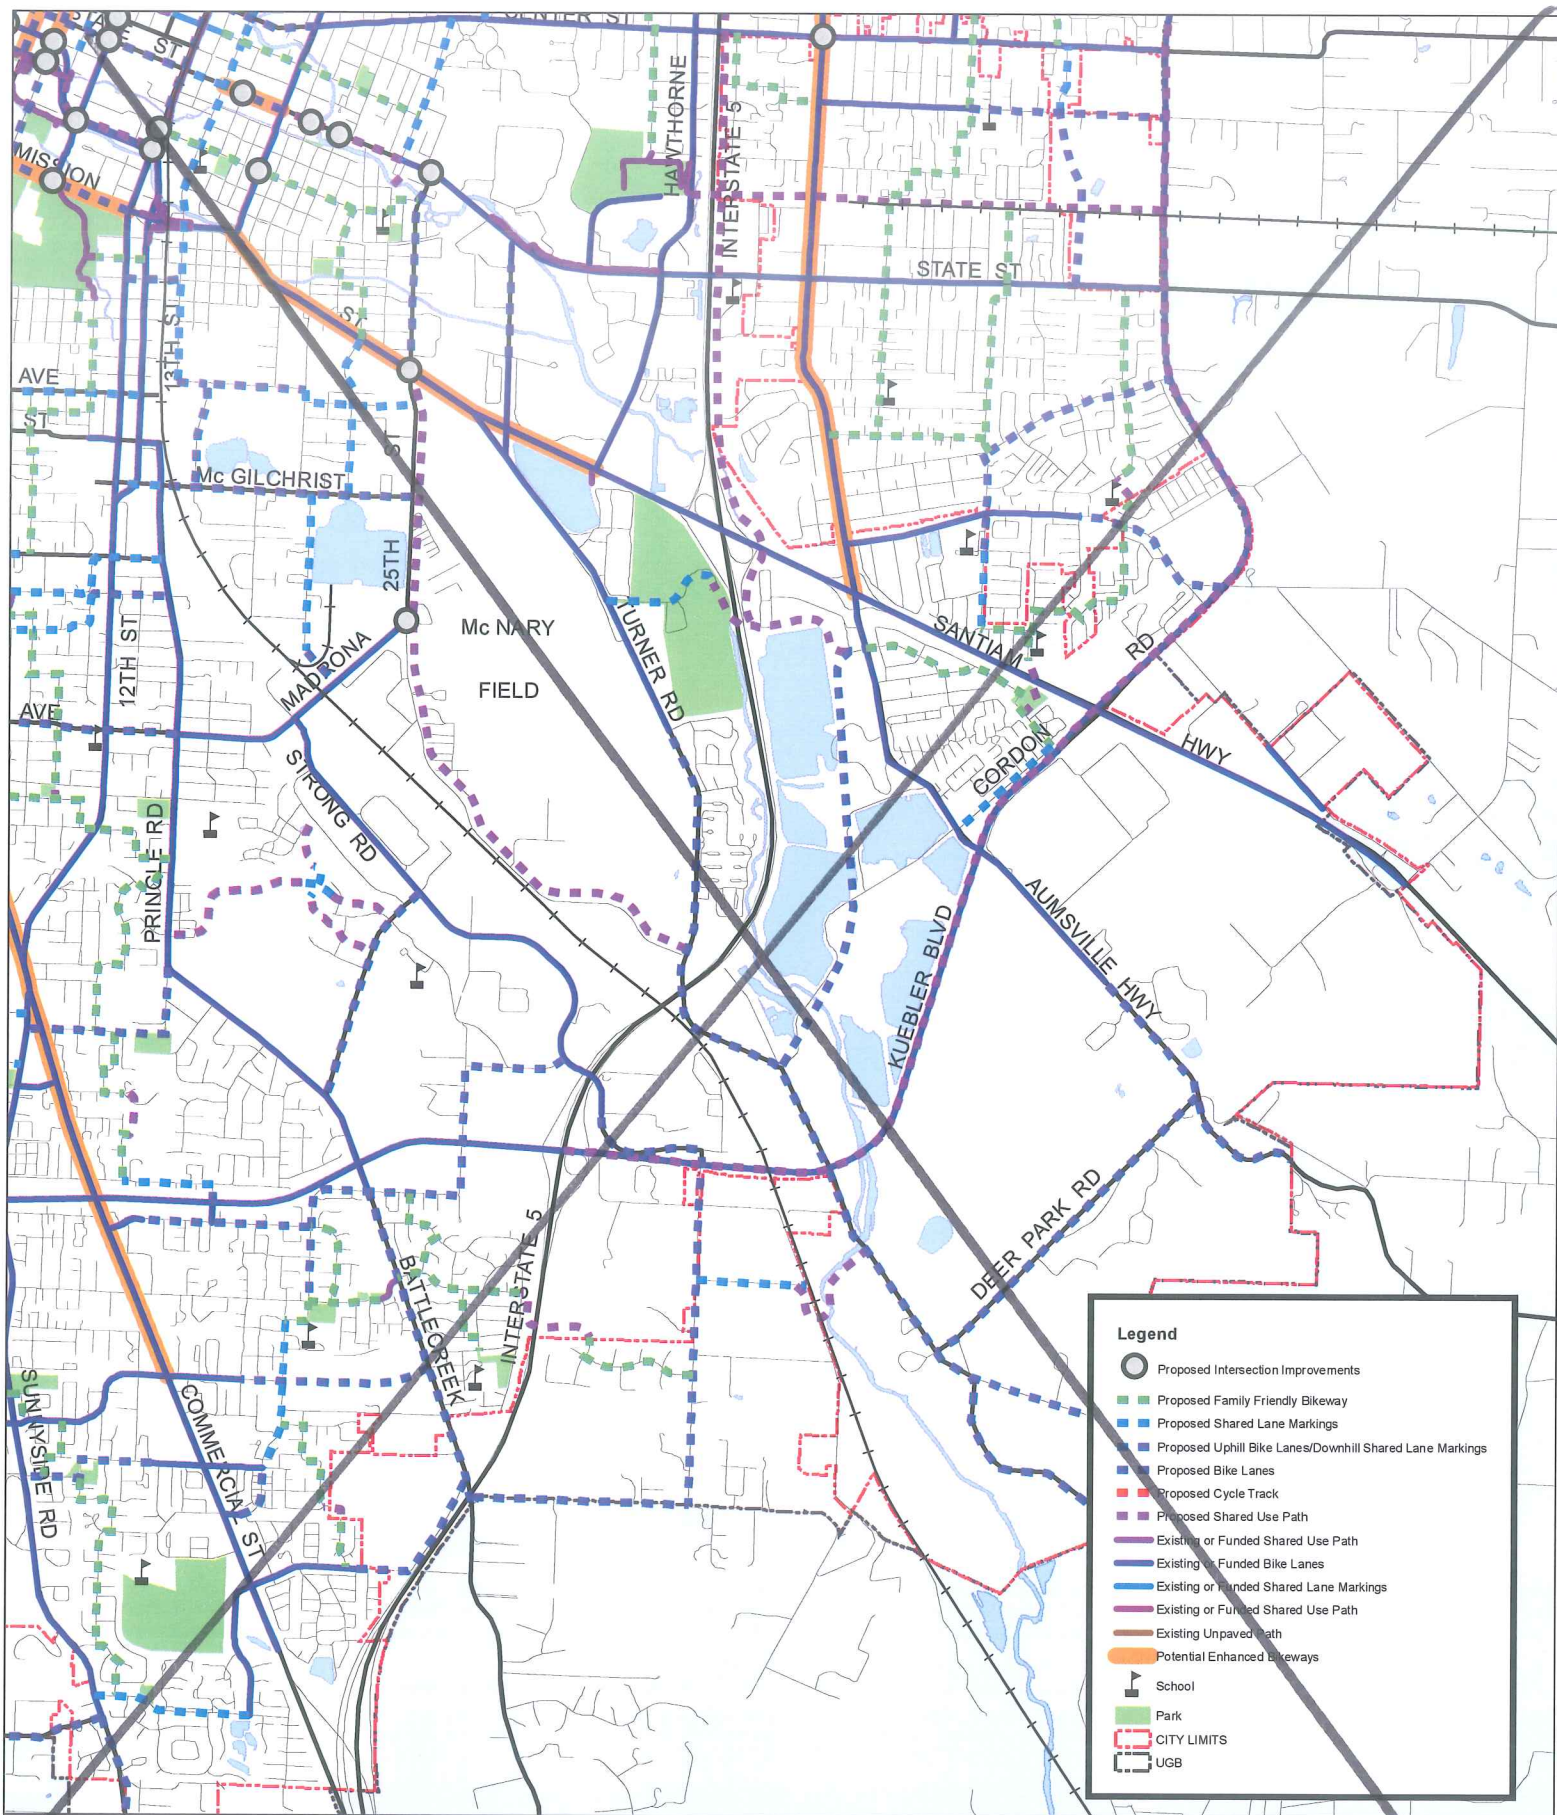 CENTER ST
ST
HAWTHORNE
INTERSTATE 5
MISSION
STATE ST
ST
13TH S
AVE
ST
ST
Mc GILCHRIST
25TH
Mc NARY
FIELD
TURNER RD
SANTIAM
RD
12TH ST
MADRONA
AVE
HWY
CORDON
STRONG RD
PRINGLE RD
AUMSVILLE HWY
KUEBLER BLVD
DEER PARK RD
INTERSTATE 5
BATTLECREEK
SUNNYSIDE RD
COMMERCIAL ST
Legend
Proposed Intersection Improvements
Proposed Family Friendly Bikeway
Proposed Shared Lane Markings
Proposed Uphill Bike Lanes/Downhill Shared Lane Markings
Proposed Bike Lanes
Proposed Cycle Track
Proposed Shared Use Path
Existing or Funded Shared Use Path
Existing or Funded Bike Lanes
Existing or Funded Shared Lane Markings
Existing or Funded Shared Use Path
Existing Unpaved Path
Potential Enhanced Bikeways
School
Park
CITY LIMITS
UGB